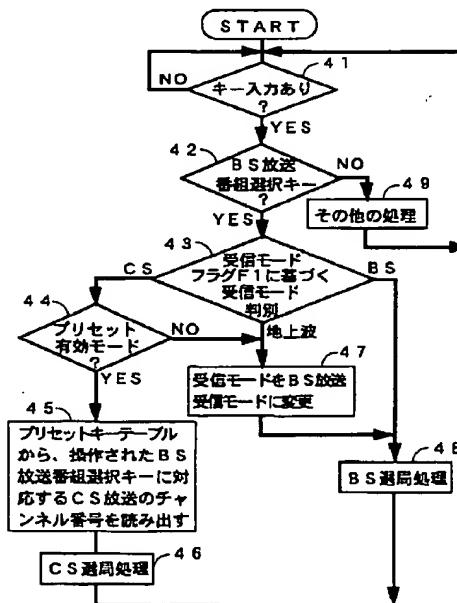 START
41
NO
キー入力あり
?
YES
42
BS放送
番組選択キー
?
NO
49
その他の処理
YES
43
受信モード
フラグF1に基づく
受信モード
判別
CS
BS
地上波
44
プリセット
有効モード
?
NO
YES
47
受信モードをBS放送
受信モードに変更
45
プリセットキーテーブル
から、操作されたBS
放送番組選択キーに対
応するCS放送のチャ
ンネル番号を読み出す
48
BS選局処理
46
CS選局処理